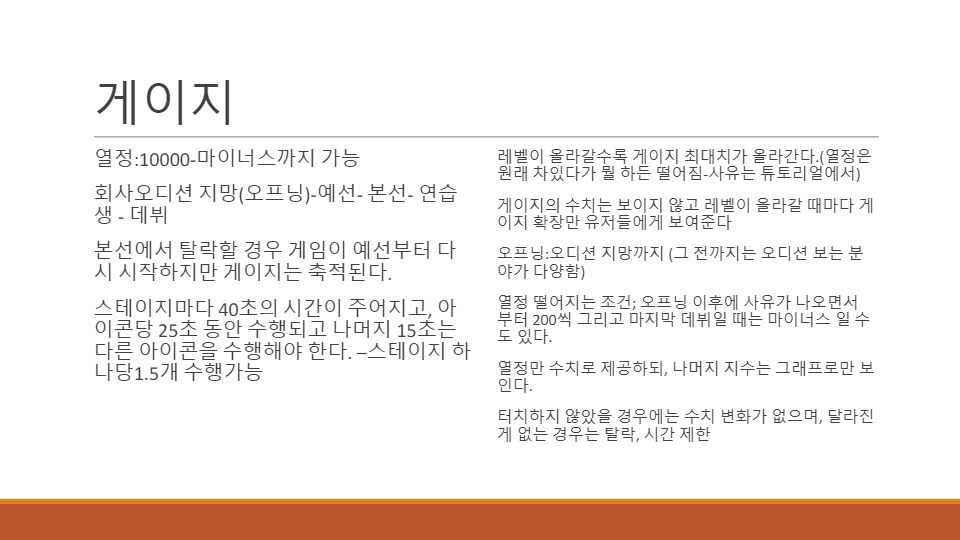 게이지
열정:10000-마이너스까지 가능
회사오디션 지망(오프닝)-예선- 본선- 연습
생 - 데뷔
본선에서 탈락할 경우 게임이 예선부터 다
시 시작하지만 게이지는 축적된다.
스테이지마다 40초의 시간이 주어지고, 아
이콘당 25초 동안 수행되고 나머지 15초는
다른 아이콘을 수행해야 한다. –스테이지 하
나당1.5개 수행가능
레벨이 올라갈수록 게이지 최대치가 올라간다.(열정은
원래 차있다가 뭘 하든 떨어짐-사유는 튜토리얼에서)
게이지의 수치는 보이지 않고 레벨이 올라갈 때마다 게
이지 확장만 유저들에게 보여준다
오프닝:오디션 지망까지 (그 전까지는 오디션 보는 분
야가 다양함)
열정 떨어지는 조건; 오프닝 이후에 사유가 나오면서
부터 200씩 그리고 마지막 데뷔일 때는 마이너스 일 수
도 있다.
열정만 수치로 제공하되, 나머지 지수는 그래프로만 보
인다.
터치하지 않았을 경우에는 수치 변화가 없으며, 달라진
게 없는 경우는 탈락, 시간 제한